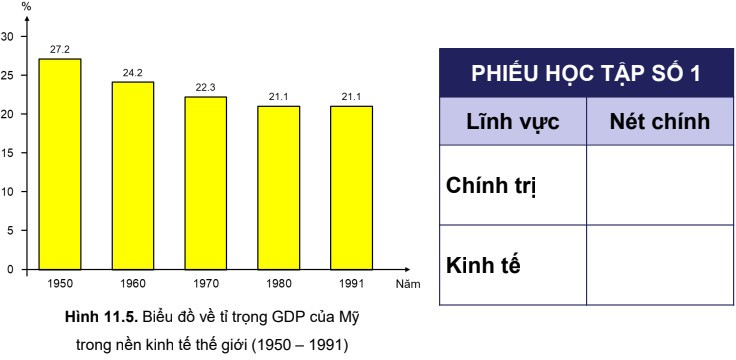 %
30
25
20
15
10
5
0
27.2
24.2
22.3
21.1
21.1
1950
1960
1970
1980
1991
Năm
Hình 11.5. Biểu đồ về tỉ trọng GDP của Mỹ
trong nền kinh tế thế giới (1950 – 1991)
PHIẾU HỌC TẬP SỐ 1
Lĩnh vực
Nét chính
Chính trị
Kinh tế